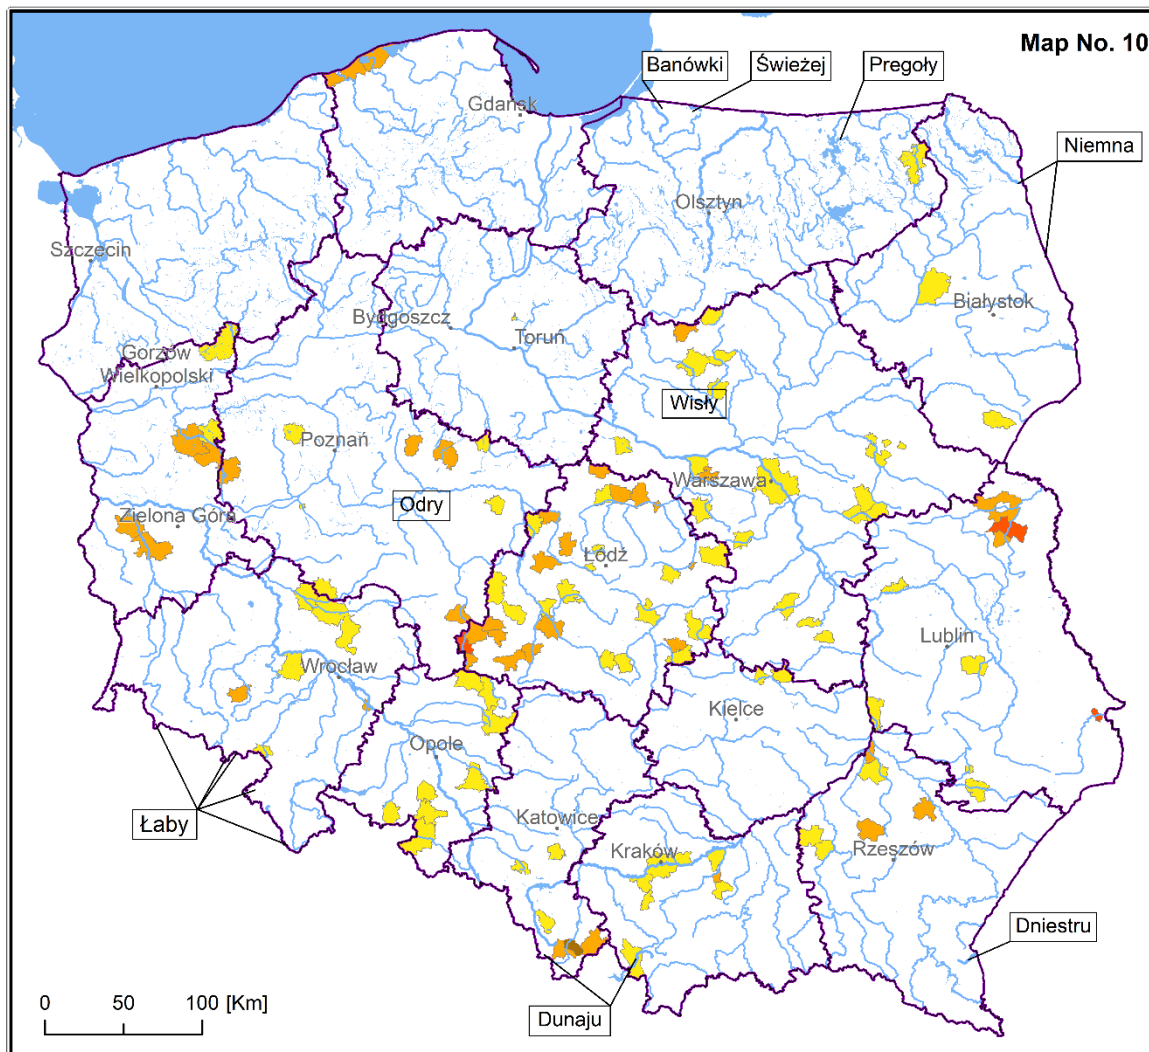 Map No. 10
Banówki
Świeżej
Pregoły
Gdańsk
Niemna
Olsztyn
Szczecin
Białystok
Bydgoszcz
Toruń
Gorzów
Wielkopolski
Wisły
Poznań
Warszawa
Odry
Zielona Góra
Łódź
Lublin
Wrocław
Kielce
Opole
Łaby
Katowice
Kraków
Rzeszów
Dniestru
0 50 100 [Km]
Dunaju